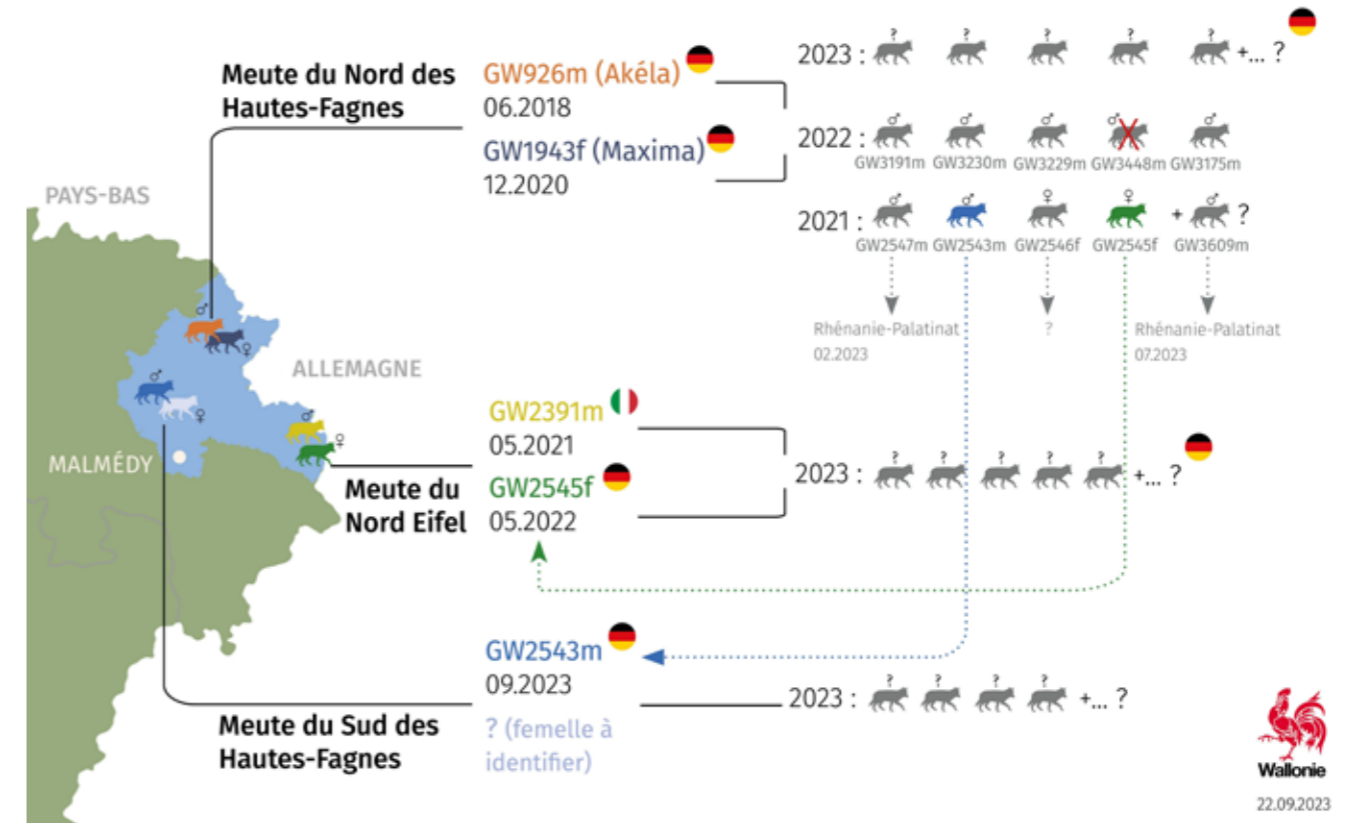 Meute du Nord des
Hautes-Fagnes
GW926m (Akéla)
06.2018
GW1943f (Maxima)
12.2020
2023 : ? ? ? ? ? +... ?
2022 : ♂ ♂ ♂ ♂ ♂
GW3191m GW3230m GW3229m GW3448m GW3175m
2021 : ♂ ♂ ♀ ♀ + ♂ ?
GW2547m GW2543m GW2546f GW2545f GW3609m
Rhénanie-Palatinat
02.2023
?
Rhénanie-Palatinat
07.2023
PAYS-BAS
♂
♀
ALLEMAGNE
♂
♀
♂
♀
MALMÉDY
Meute du
Nord Eifel
GW2391m
05.2021
GW2545f
05.2022
2023 : ? ? ? ? ? +... ?
Meute du Sud des
Hautes-Fagnes
GW2543m
09.2023
? (femelle à
identifier)
2023 : ? ? ? ? +... ?
Wallonie
22.09.2023